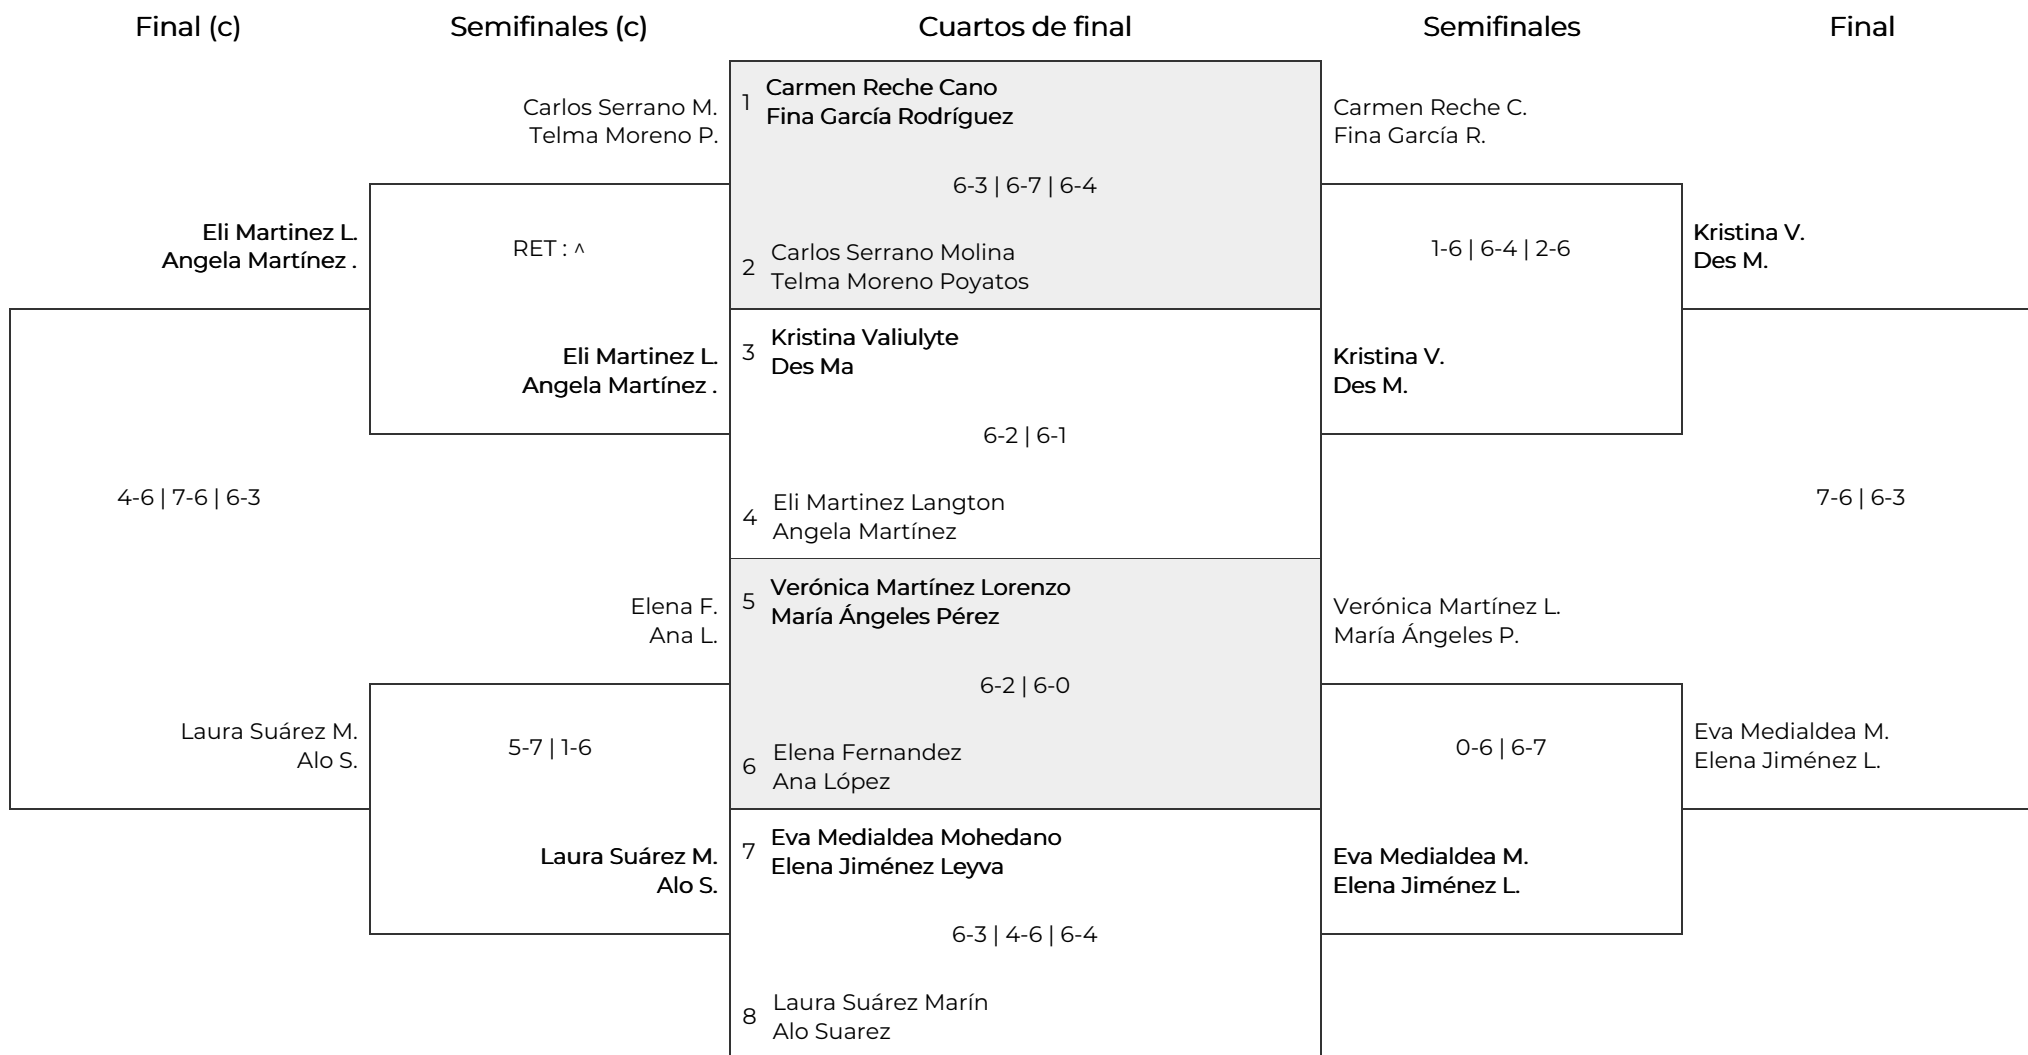 Final (c)
Semifinales (c)
Cuartos de final
Semifinales
Final
Carlos Serrano M.
Telma Moreno P.
RET : ^
Eli Martinez L.
Angela Martínez .
Eli Martinez L.
Angela Martínez .
4-6 | 7-6 | 6-3
Elena F.
Ana L.
5-7 | 1-6
Laura Suárez M.
Alo S.
Laura Suárez M.
Alo S.
1 Carmen Reche Cano
Fina García Rodríguez
6-3 | 6-7 | 6-4
2 Carlos Serrano Molina
Telma Moreno Poyatos
3 Kristina Valiulyte
Des Ma
6-2 | 6-1
4 Eli Martinez Langton
Angela Martínez
5 Verónica Martínez Lorenzo
María Ángeles Pérez
6-2 | 6-0
6 Elena Fernandez
Ana López
7 Eva Medialdea Mohedano
Elena Jiménez Leyva
6-3 | 4-6 | 6-4
8 Laura Suárez Marín
Alo Suarez
Carmen Reche C.
Fina García R.
1-6 | 6-4 | 2-6
Kristina V.
Des M.
Verónica Martínez L.
María Ángeles P.
0-6 | 6-7
Eva Medialdea M.
Elena Jiménez L.
Kristina V.
Des M.
7-6 | 6-3
Eva Medialdea M.
Elena Jiménez L.